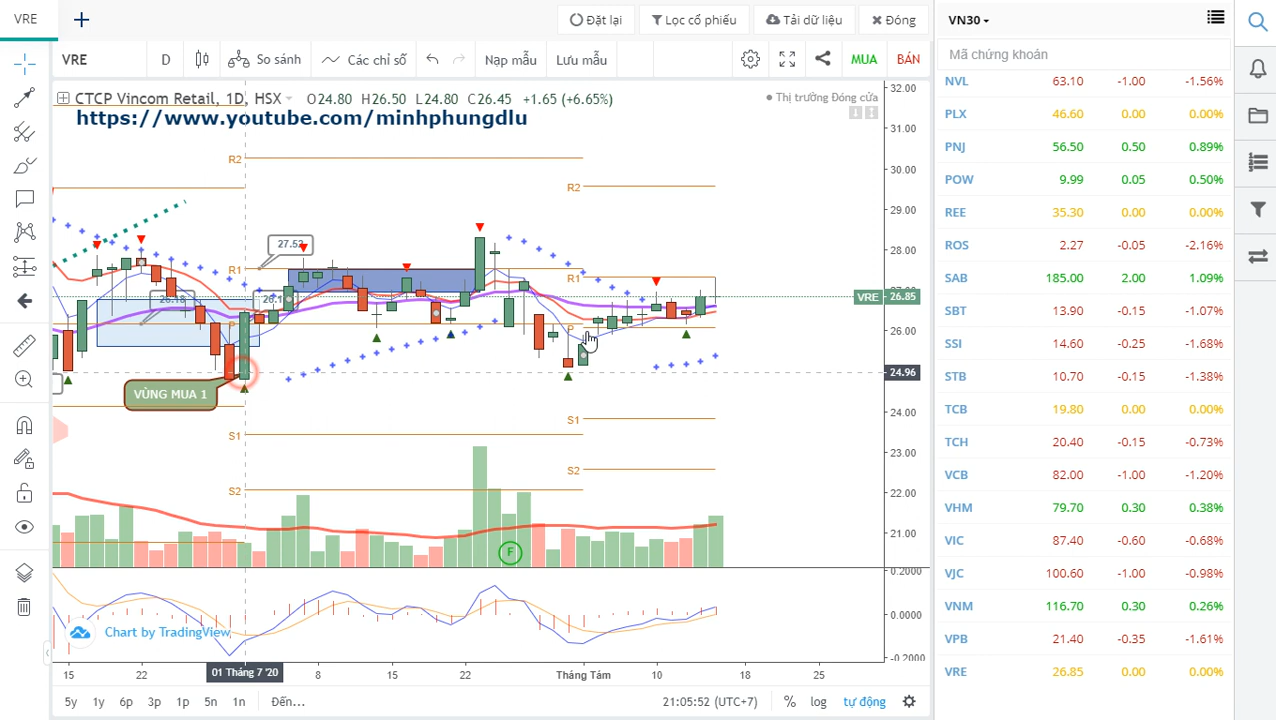 VRE
Đặt lại
Lọc cổ phiếu
Tải dữ liệu
Đóng
VRE
D
So sánh
Các chỉ số
Nạp mẫu
Lưu mẫu
MUA
BÁN
CTCP Vincom Retail, 1D, HSX
O24.80 H26.50 L24.80 C26.45 +1.65 (+6.65%)
Thị trường Đóng cửa
https://www.youtube.com/minhphungdlu
R2
R2
27.52
R1
R1
26.18
P
P
VÙNG MUA 1
S1
S1
S2
S2
F
32.00
31.00
30.00
29.00
28.00
VRE 26.85
26.00
24.96
24.00
23.00
22.00
21.00
0.2000
0.0000
-0.2000
Chart by TradingView
15
22
01 Tháng 7 '20
8
15
22
Tháng Tám
10
18
25
5y
1y
6p
3p
1p
5n
1n
Đến...
21:05:52 (UTC+7)
%
log
tự động
VN30
Mã chứng khoán
NVL 63.10 -1.00 -1.56%
PLX 46.60 0.00 0.00%
PNJ 56.50 0.50 0.89%
POW 9.99 0.05 0.50%
REE 35.30 0.00 0.00%
ROS 2.27 -0.05 -2.16%
SAB 185.00 2.00 1.09%
SBT 13.90 -0.15 -1.07%
SSI 14.60 -0.25 -1.68%
STB 10.70 -0.15 -1.38%
TCB 19.80 0.00 0.00%
TCH 20.40 -0.15 -0.73%
VCB 82.00 -1.00 -1.20%
VHM 79.70 0.30 0.38%
VIC 87.40 -0.60 -0.68%
VJC 100.60 -1.00 -0.98%
VNM 116.70 0.30 0.26%
VPB 21.40 -0.35 -1.61%
VRE 26.85 0.00 0.00%